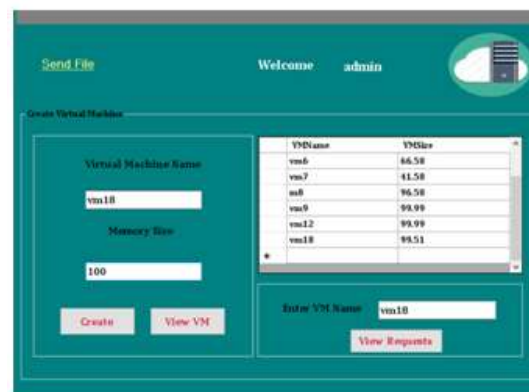 Send File
Welcome admin
Create Virtual Machine
Virtual Machine Name
vm18
Memory Size
100
Create View VM
VMName VMSize
vm6 66.58
vm7 41.58
m8 96.58
vm9 99.99
vm12 99.99
vm18 99.51
Enter VM Name vm18
View Requests